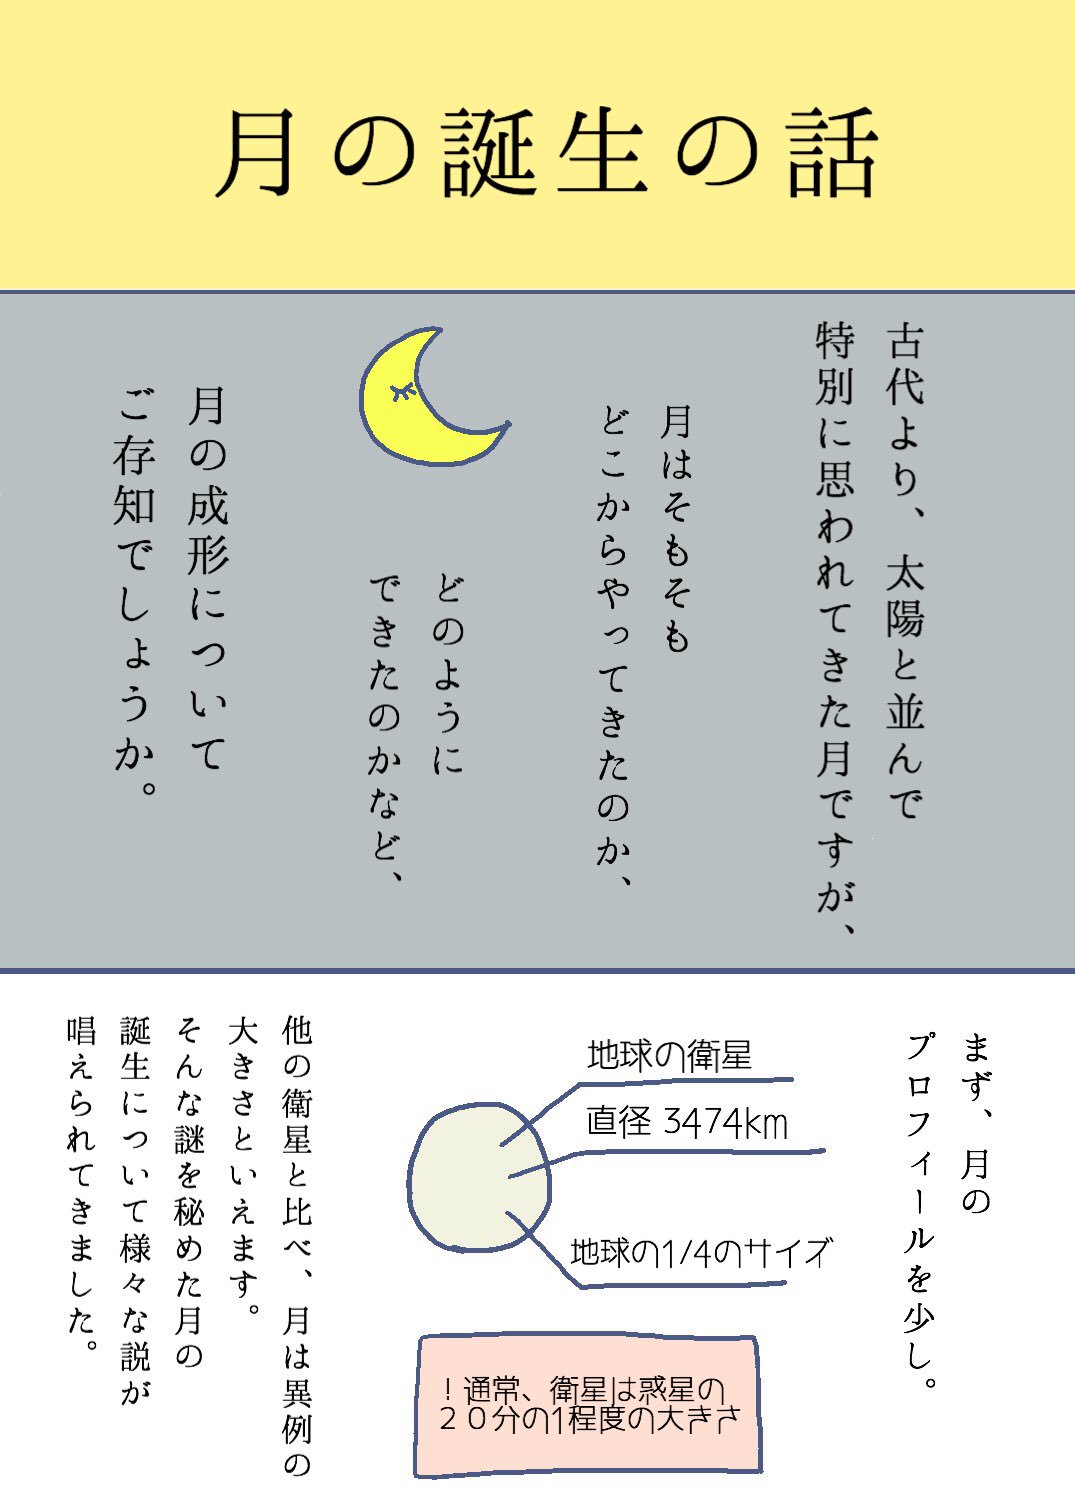 月の誕生の話
古代より、太陽と並んで
特別に思われてきた月ですが、
月はそもそも
どこからやってきたのか、
どのように
できたのかなど、
月の成形について
ご存知でしょうか。
まず、月の
プロフィールを少し。
地球の衛星
直径 3474km
地球の1/4のサイズ
！通常、衛星は惑星の
２０分の1程度の大きさ
他の衛星と比べ、月は異例の
大きさといえます。
そんな謎を秘めた月の
誕生について様々な説が
唱えられてきました。